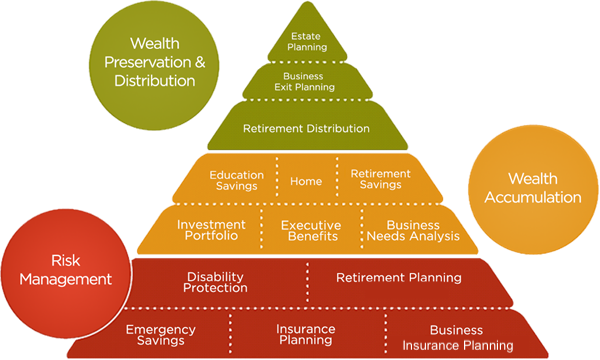 Wealth
Preservation &
Distribution
Estate
Planning
Business
Exit Planning
Retirement Distribution
Education
Savings
Home
Retirement
Savings
Wealth
Accumulation
Investment
Portfolio
Executive
Benefits
Business
Needs Analysis
Risk
Management
Disability
Protection
Retirement Planning
Emergency
Savings
Insurance
Planning
Business
Insurance Planning